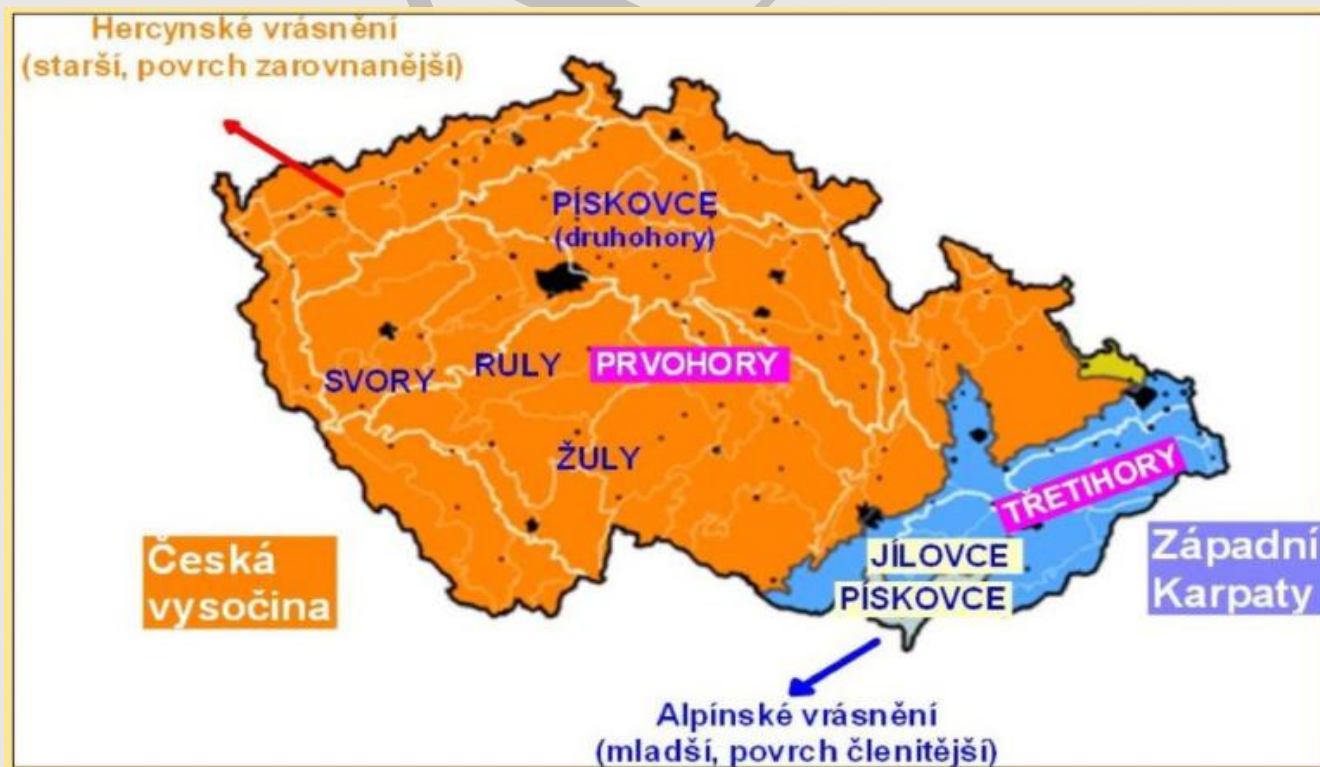 Hercynské vrásnění
(starší, povrch zarovnanější)
PÍSKOVCE
(druhohory)
RULY
PRVOHORY
SVORY
ŽULY
TŘETIHORY
Česká
vysočina
JÍLOVCE
PÍSKOVCE
Západní
Karpaty
Alpínské vrásnění
(mladší, povrch členitější)